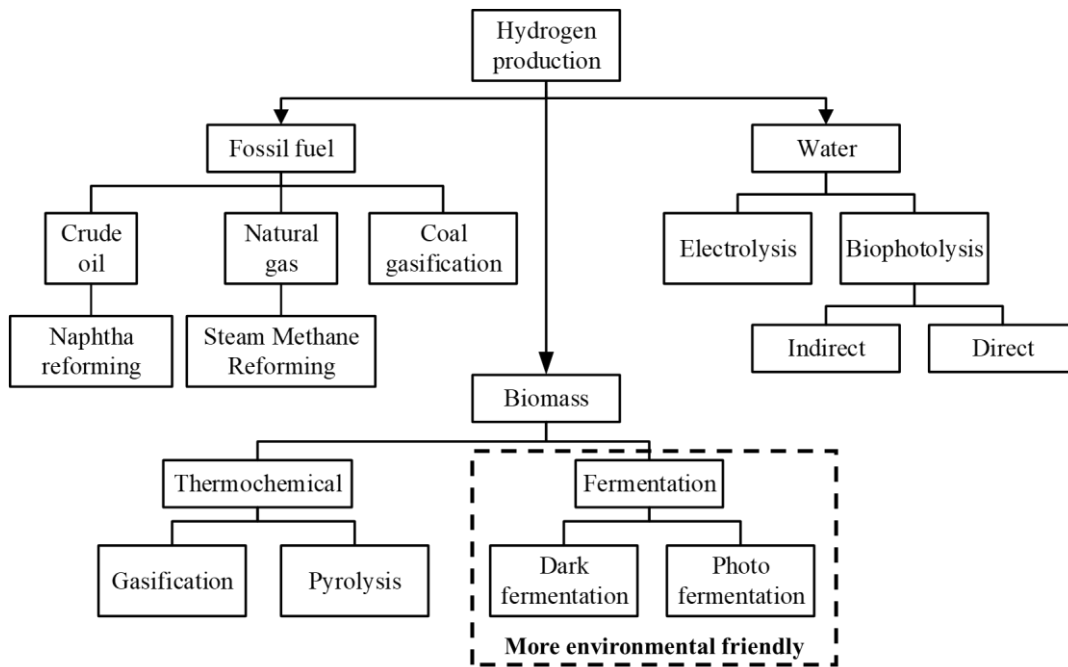 Hydrogen
production
Fossil fuel
Water
Crude
oil
Natural
gas
Coal
gasification
Electrolysis
Biophotolysis
Naphtha
reforming
Steam Methane
Reforming
Indirect
Direct
Biomass
Thermochemical
Fermentation
Gasification
Pyrolysis
Dark
fermentation
Photo
fermentation
More environmental friendly